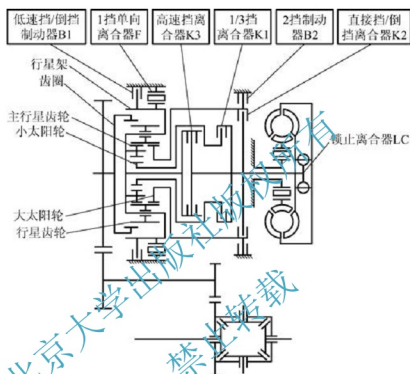 低速挡/倒挡
制动器B1
1挡单向
离合器F
高速挡离
合器K3
1/3挡
离合器K1
2挡制动
器B2
直接挡/倒
挡离合器K2
行星架
齿圈
主行星齿轮
小太阳轮
大太阳轮
行星齿轮
锁止离合器LC
北京大学出版社版权所有
禁止转载